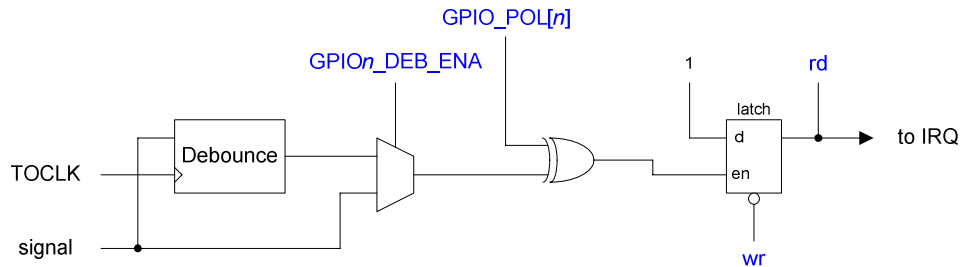 GPIO_POL[n]
GPIOn_DEB_ENA
1
rd
latch
d
to IRQ
Debounce
TOCLK
en
signal
wr